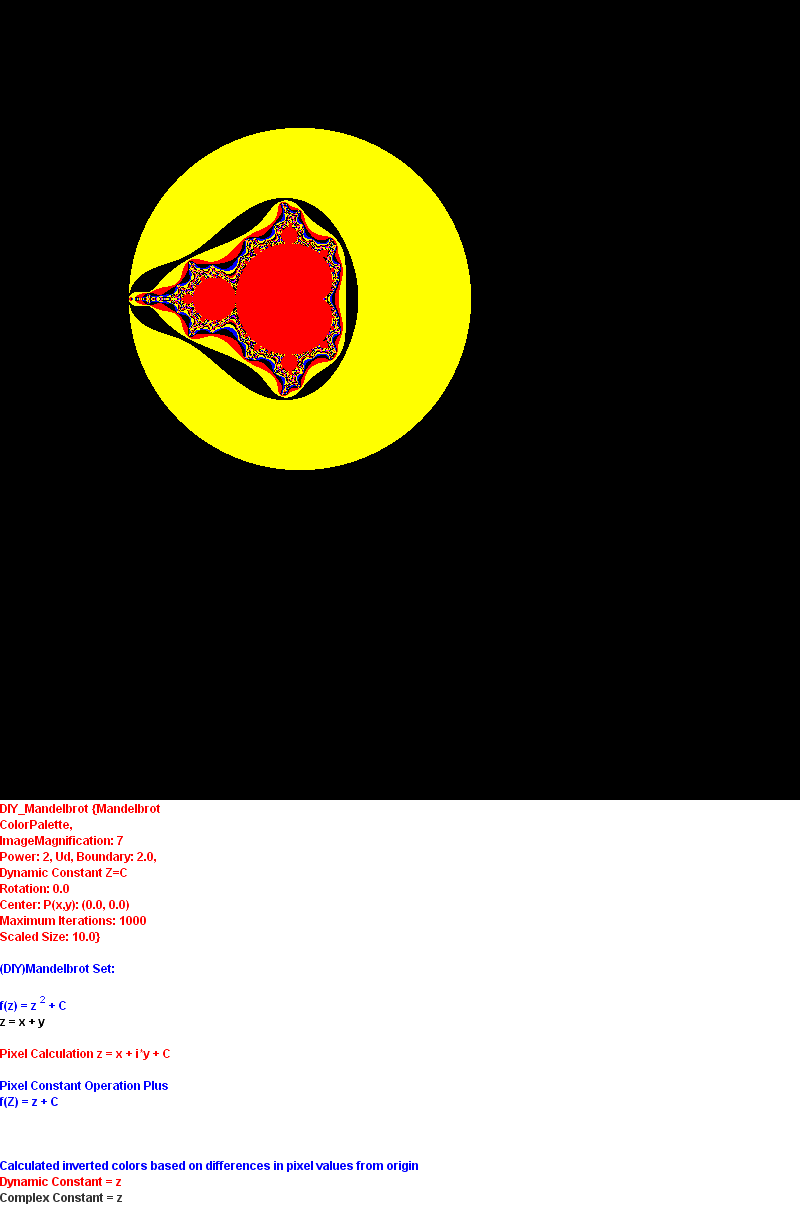 DIY_Mandelbrot {Mandelbrot
ColorPalette,
ImageMagnification: 7
Power: 2, Ud, Boundary: 2.0,
Dynamic Constant Z=C
Rotation: 0.0
Center: P(x,y): (0.0, 0.0)
Maximum Iterations: 1000
Scaled Size: 10.0}
(DIY)Mandelbrot Set:
f(z) = z 2 + C
z = x + y
Pixel Calculation z = x + i*y + C
Pixel Constant Operation Plus
f(Z) = z + C
Calculated inverted colors based on differences in pixel values from origin
Dynamic Constant = z
Complex Constant = z